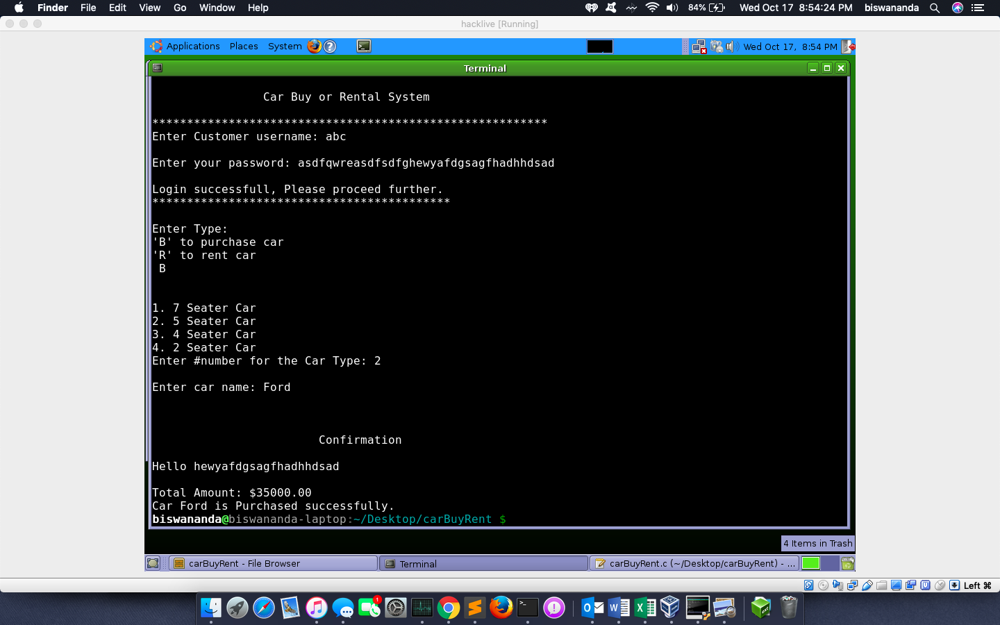 Finder File Edit View Go Window Help 84% Wed Oct 17 8:54:24 PM biswananda
hacklive [Running]
Applications Places System Wed Oct 17, 8:54 PM
Terminal
Car Buy or Rental System
*********************************************************
Enter Customer username: abc
Enter your password: asdfqwreasdfsdfghewyafdgsagfhadhhdsad
Login successfull, Please proceed further.
*******************************************
Enter Type:
'B' to purchase car
'R' to rent car
B
1. 7 Seater Car
2. 5 Seater Car
3. 4 Seater Car
4. 2 Seater Car
Enter #number for the Car Type: 2
Enter car name: Ford
Confirmation
Hello hewyafdgsagfhadhhdsad
Total Amount: $35000.00
Car Ford is Purchased successfully.
biswananda@biswananda-laptop:~/Desktop/carBuyRent $
4 Items in Trash
carBuyRent - File Browser Terminal carBuyRent.c (~/Desktop/carBuyRent) - ...
Left ⌘
1